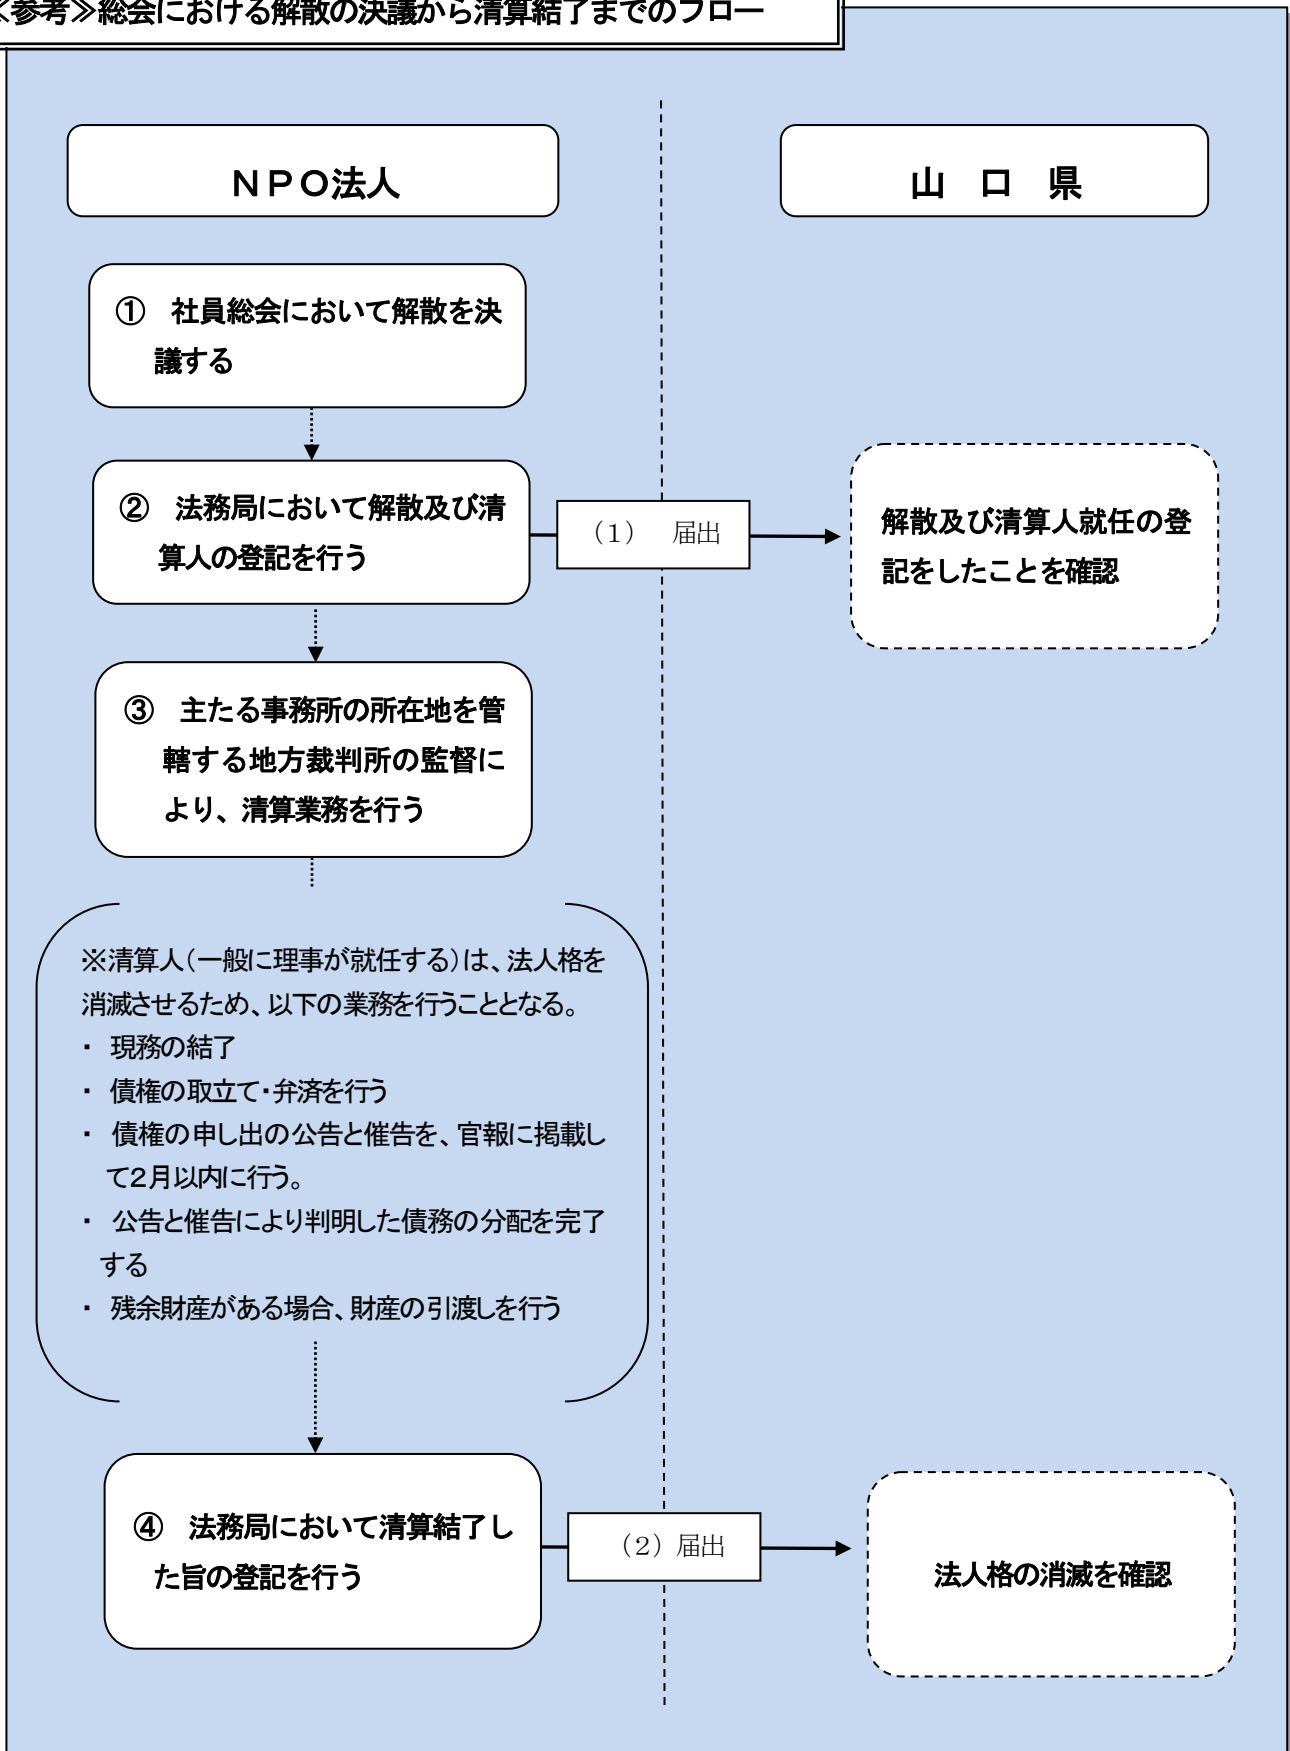 ≪参考≫総会における解散の決議から清算結了までのフロー
NPO法人
山 口 県
① 社員総会において解散を決
議する
② 法務局において解散及び清
算人の登記を行う
(1) 届出
解散及び清算人就任の登
記をしたことを確認
③ 主たる事務所の所在地を管
轄する地方裁判所の監督に
より、清算業務を行う
※清算人(一般に理事が就任する)は、法人格を
消滅させるため、以下の業務を行うこととなる。
・ 現務の結了
・ 債権の取立て・弁済を行う
・ 債権の申し出の公告と催告を、官報に掲載し
て2月以内に行う。
・ 公告と催告により判明した債務の分配を完了
する
・ 残余財産がある場合、財産の引渡しを行う
④ 法務局において清算結了し
た旨の登記を行う
(2) 届出
法人格の消滅を確認